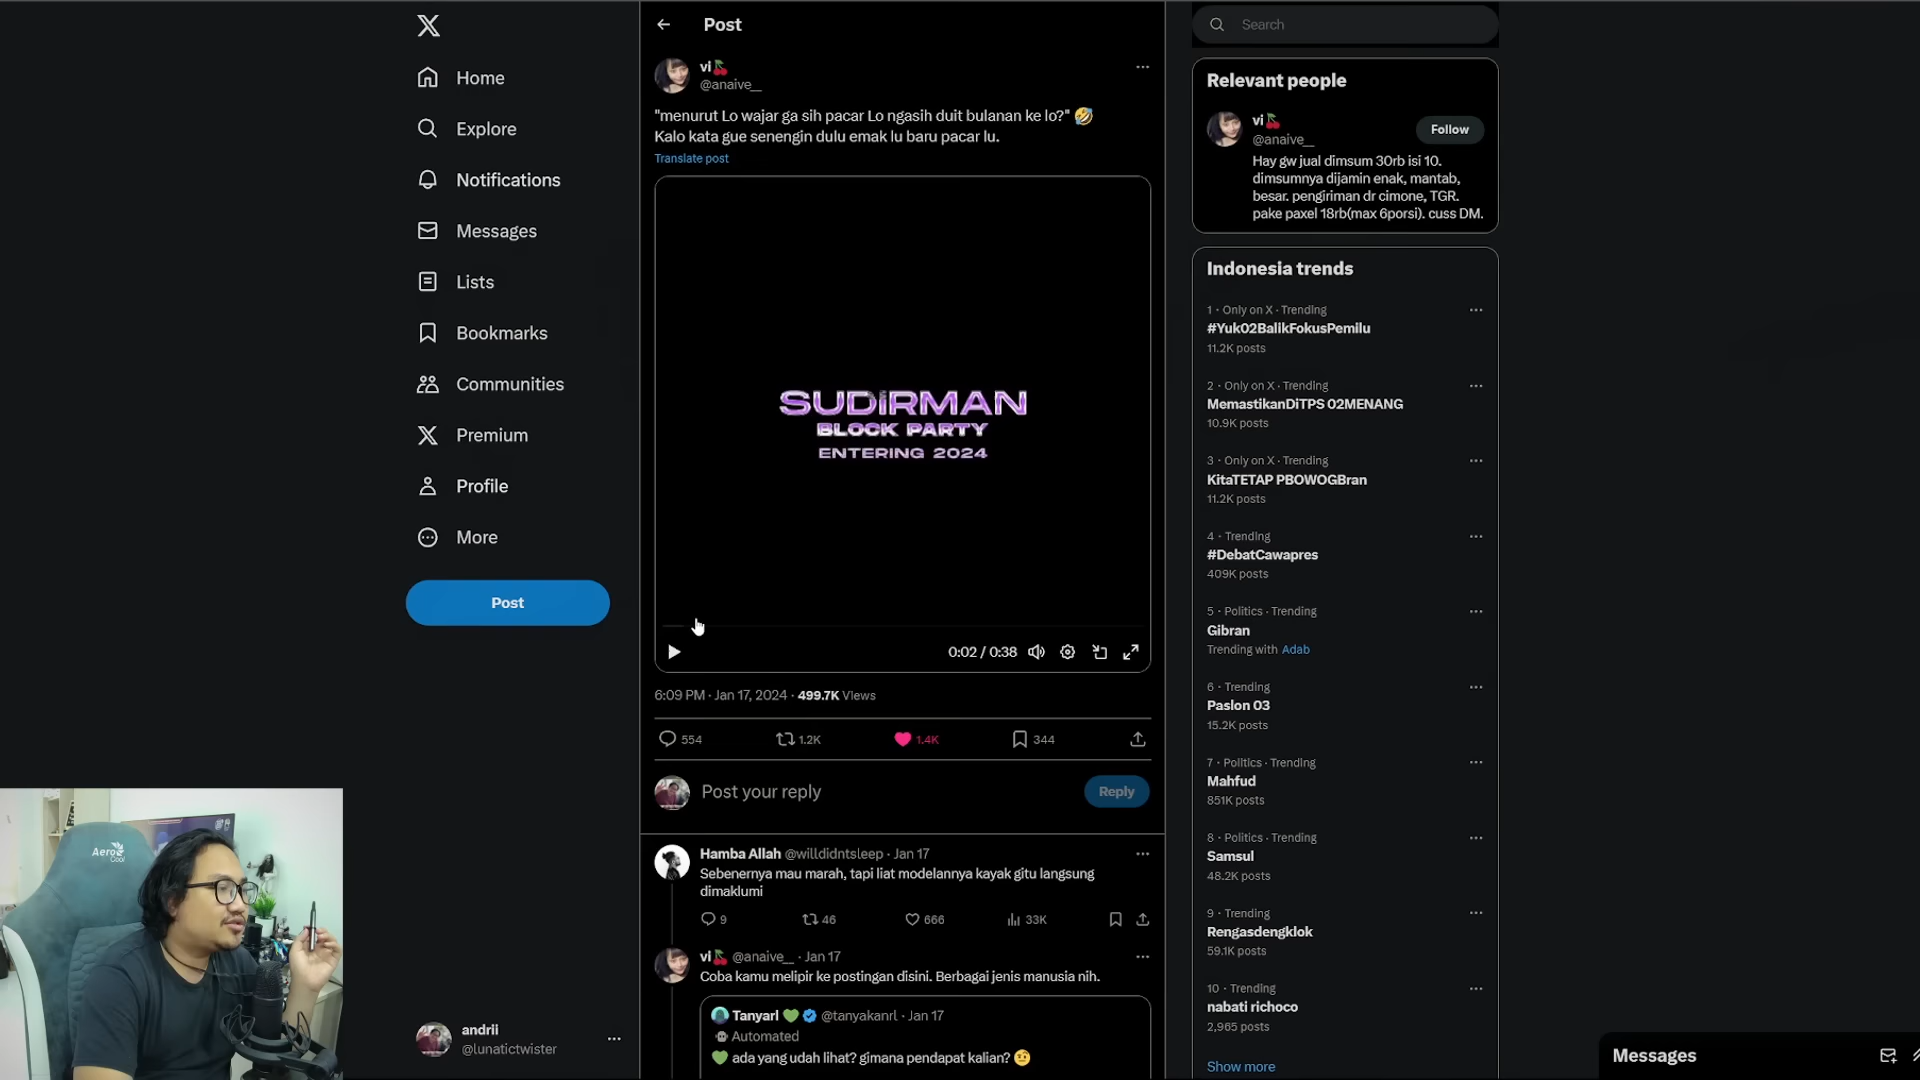 Home
Explore
Notifications
Messages
Lists
Bookmarks
Communities
Premium
Profile
More
Post
andrii
@lunatictwister
Aero
Cool
Post
vi🍒
@anaive__
"menurut Lo wajar ga sih pacar Lo ngasih duit bulanan ke lo?" 🤣
Kalo kata gue senengin dulu emak lu baru pacar lu.
Translate post
SUDIRMAN
BLOCK PARTY
ENTERING 2024
0:02 / 0:38
6:09 PM · Jan 17, 2024 · 499.7K Views
554 1.2K 1.4K 344
Post your reply
Reply
Hamba Allah @willdidntsleep · Jan 17
Sebenernya mau marah, tapi liat modelannya kayak gitu langsung
dimaklumi
9 46 666 33K
vi🍒 @anaive__ · Jan 17
Coba kamu melipir ke postingan disini. Berbagai jenis manusia nih.
Tanyarl 💚 @tanyakanrl · Jan 17
Automated
💚 ada yang udah lihat? gimana pendapat kalian? 🤨
Search
Relevant people
vi🍒
@anaive__
Follow
Hay gw jual dimsum 30rb isi 10.
dimsumnya dijamin enak, mantab,
besar. pengiriman dr cimone, TGR.
pake paxel 18rb(max 6porsi). cuss DM.
Indonesia trends
1 · Only on X · Trending
#Yuk02BalikFokusPemilu
11.2K posts
2 · Only on X · Trending
MemastikanDiTPS 02MENANG
10.9K posts
3 · Only on X · Trending
KitaTETAP PBOWOGBran
11.2K posts
4 · Trending
#DebatCawapres
409K posts
5 · Politics · Trending
Gibran
Trending with Adab
6 · Trending
Paslon 03
15.2K posts
7 · Politics · Trending
Mahfud
851K posts
8 · Politics · Trending
Samsul
48.2K posts
9 · Trending
Rengasdengklok
59.1K posts
10 · Trending
nabati richoco
2,965 posts
Show more
Messages